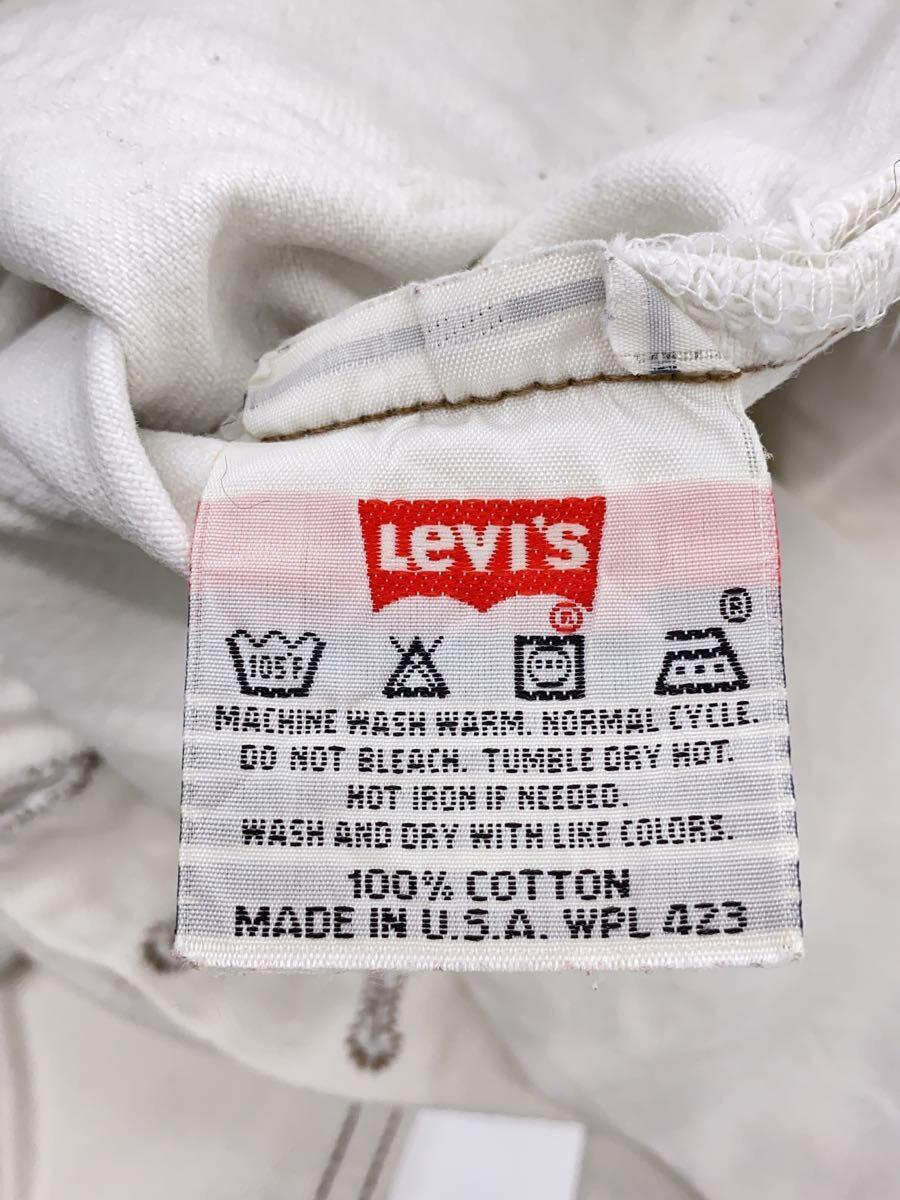 Levi's
®
®
105°F
MACHINE WASH WARM. NORMAL CYCLE.
DO NOT BLEACH. TUMBLE DRY HOT.
HOT IRON IF NEEDED.
WASH AND DRY WITH LIKE COLORS.
100% COTTON
MADE IN U.S.A. WPL 423